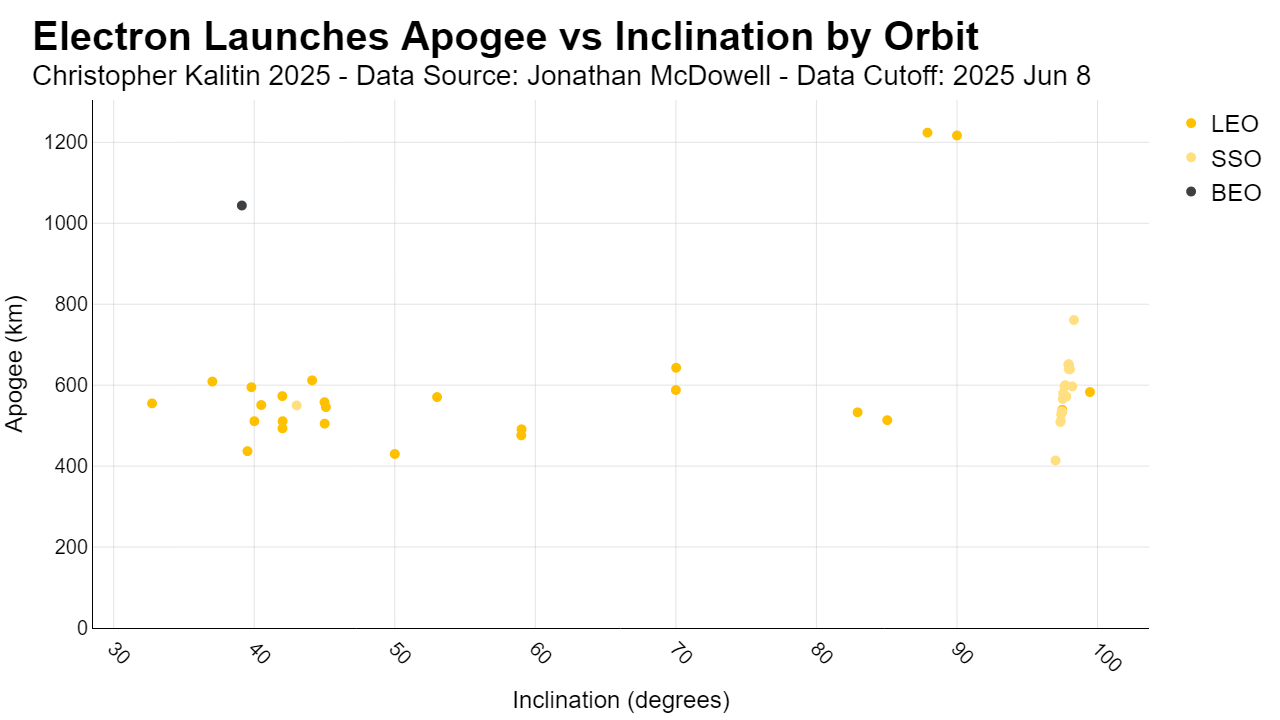 Electron Launches Apogee vs Inclination by Orbit
Christopher Kalitin 2025 - Data Source: Jonathan McDowell - Data Cutoff: 2025 Jun 8
LEO
SSO
BEO
Apogee (km)
1200
1000
800
600
400
200
0
30
40
50
60
70
80
90
100
Inclination (degrees)